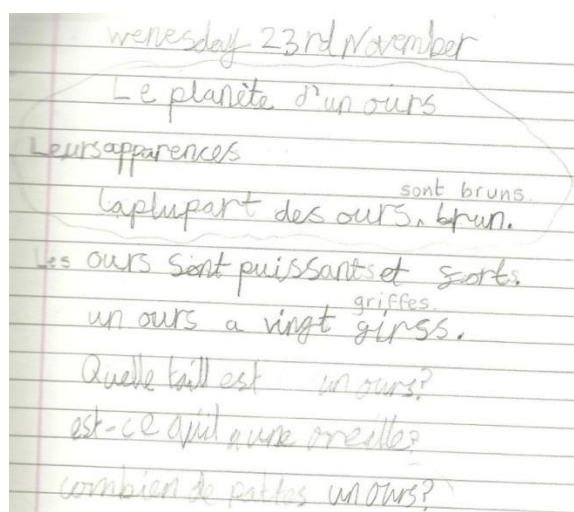 wenesday 23rd November
Le planète d'un ours
Leurs apparences
sont bruns.
la plupart des ours, brun.
Les ours sont puissants et forts.
griffes.
un ours a vingt girss.
Quelle taill est un ours?
est-ce qu'il a une oreille?
combien de pattes un ours?